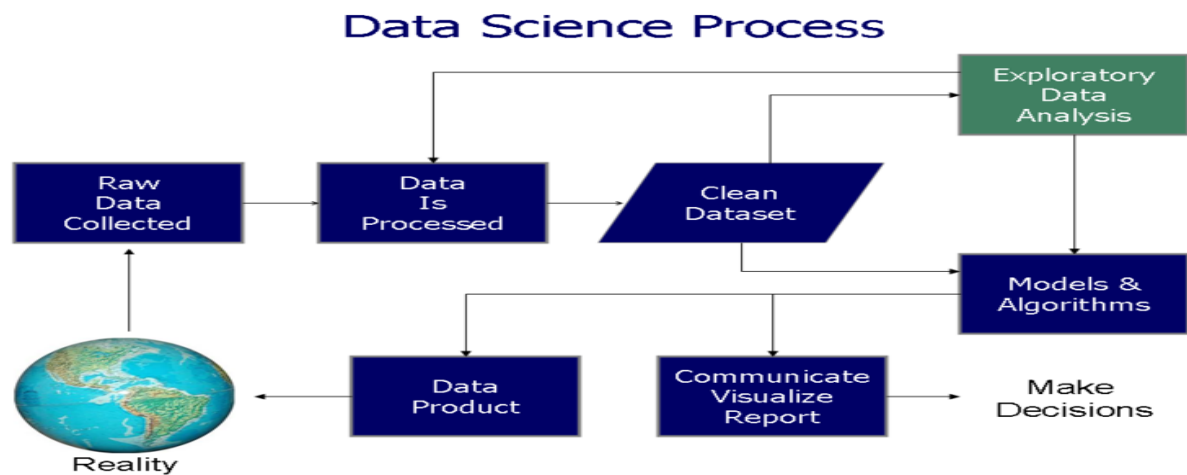 Data Science Process
Exploratory
Data
Analysis
Raw
Data
Collected
Data
Is
Processed
Clean
Dataset
Models &
Algorithms
Data
Product
Communicate
Visualize
Report
Make
Decisions
Reality